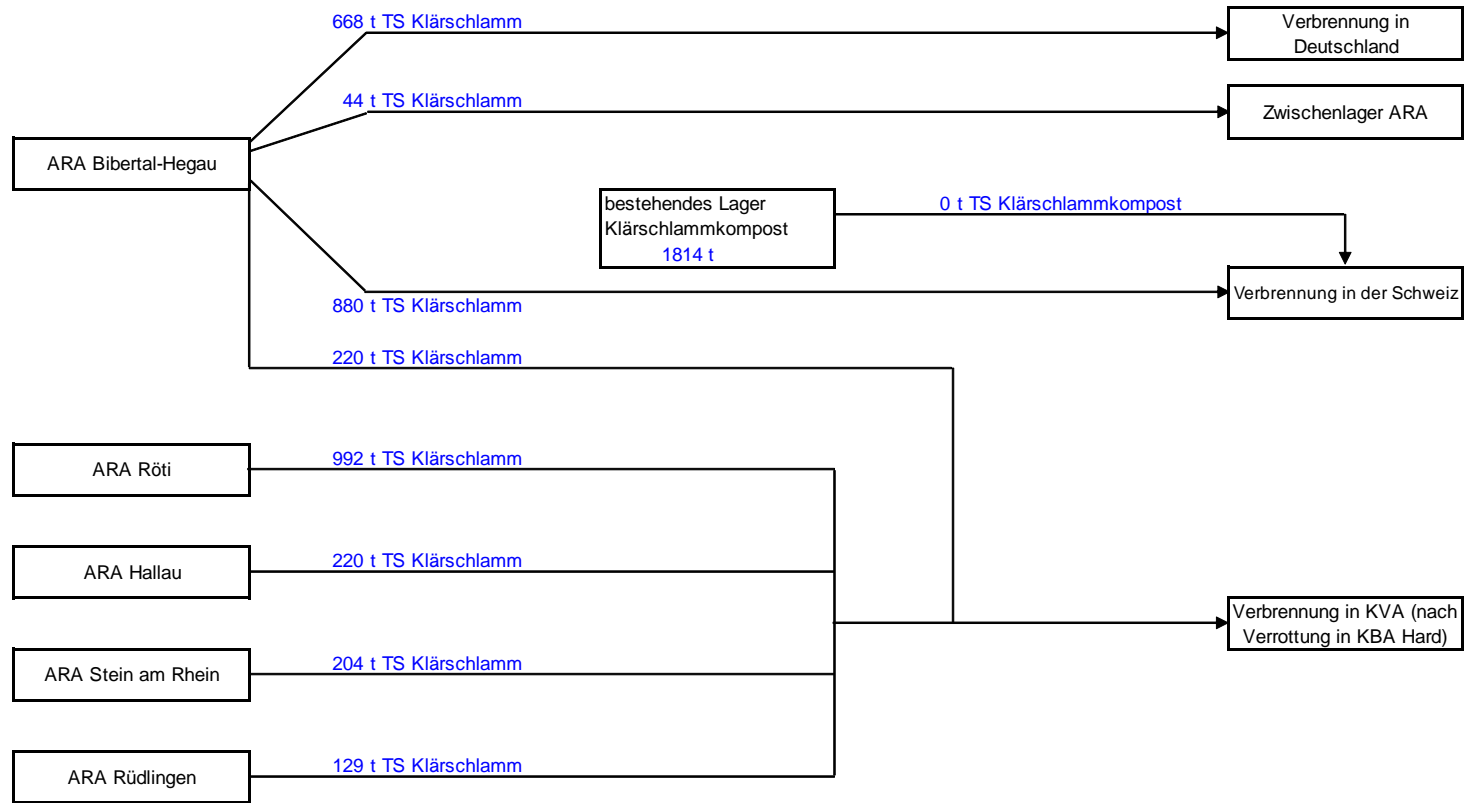 668 t TS Klärschlamm
Verbrennung in
Deutschland
44 t TS Klärschlamm
Zwischenlager ARA
ARA Bibertal-Hegau
bestehendes Lager
Klärschlammkompost
1814 t
0 t TS Klärschlammkompost
880 t TS Klärschlamm
Verbrennung in der Schweiz
220 t TS Klärschlamm
ARA Röti
992 t TS Klärschlamm
ARA Hallau
220 t TS Klärschlamm
Verbrennung in KVA (nach
Verrottung in KBA Hard)
ARA Stein am Rhein
204 t TS Klärschlamm
ARA Rüdlingen
129 t TS Klärschlamm